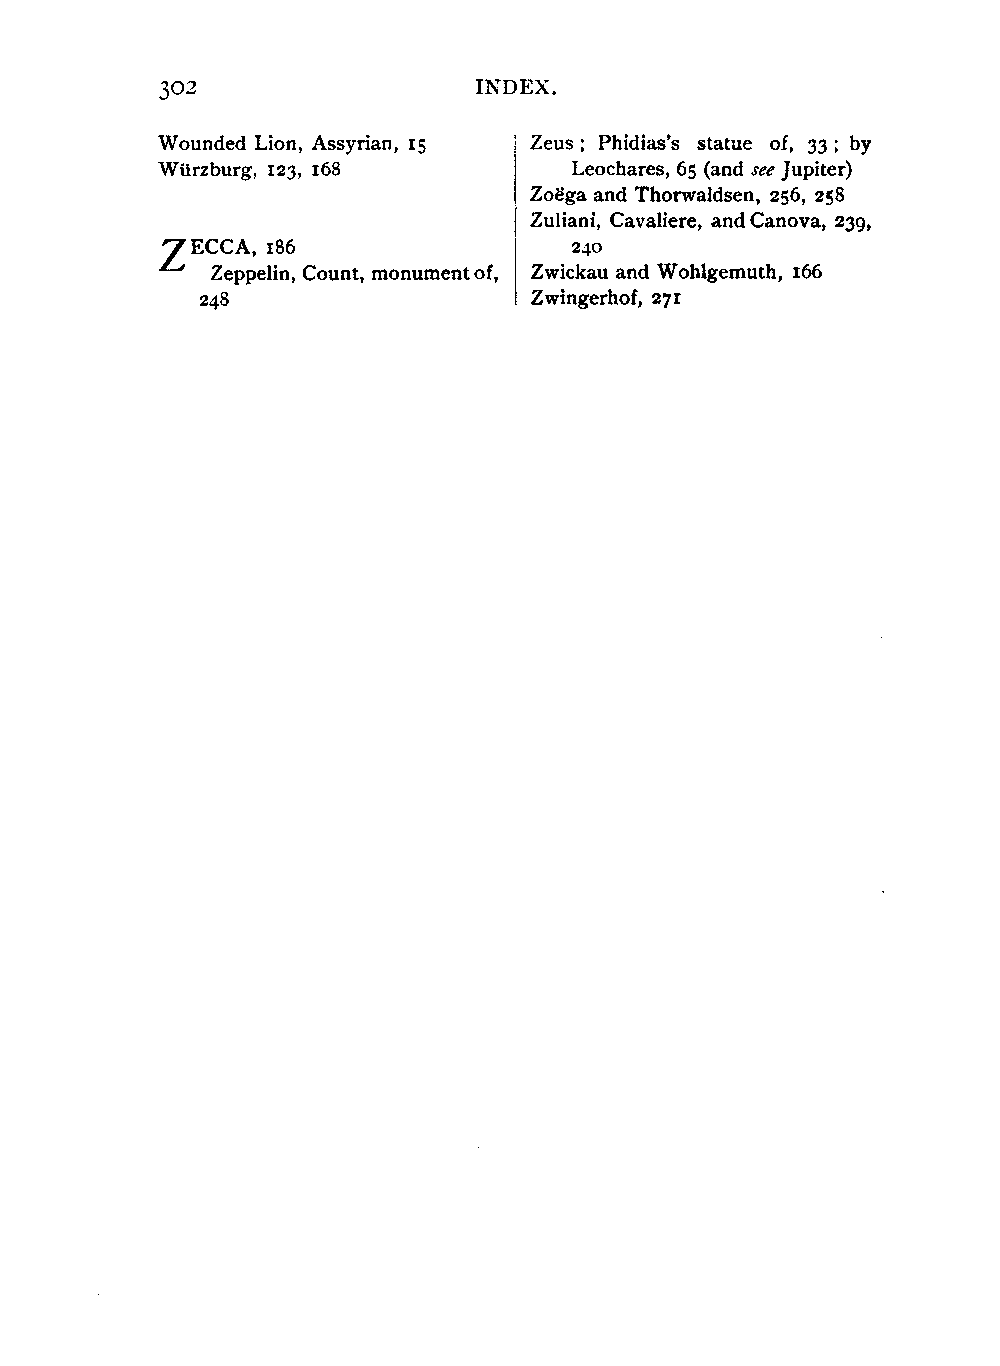 302 INDEX.
Wounded Lion, Assyrian, 15
Würzburg, 123, 168
ZECCA, 186
Zeppelin, Count, monument of,
248
Zeus ; Phidias's statue of, 33 ; by
Leochares, 65 (and see Jupiter)
Zoëga and Thorwaldsen, 256, 258
Zuliani, Cavaliere, and Canova, 239,
240
Zwickau and Wohlgemuth, 166
Zwingerhof, 271